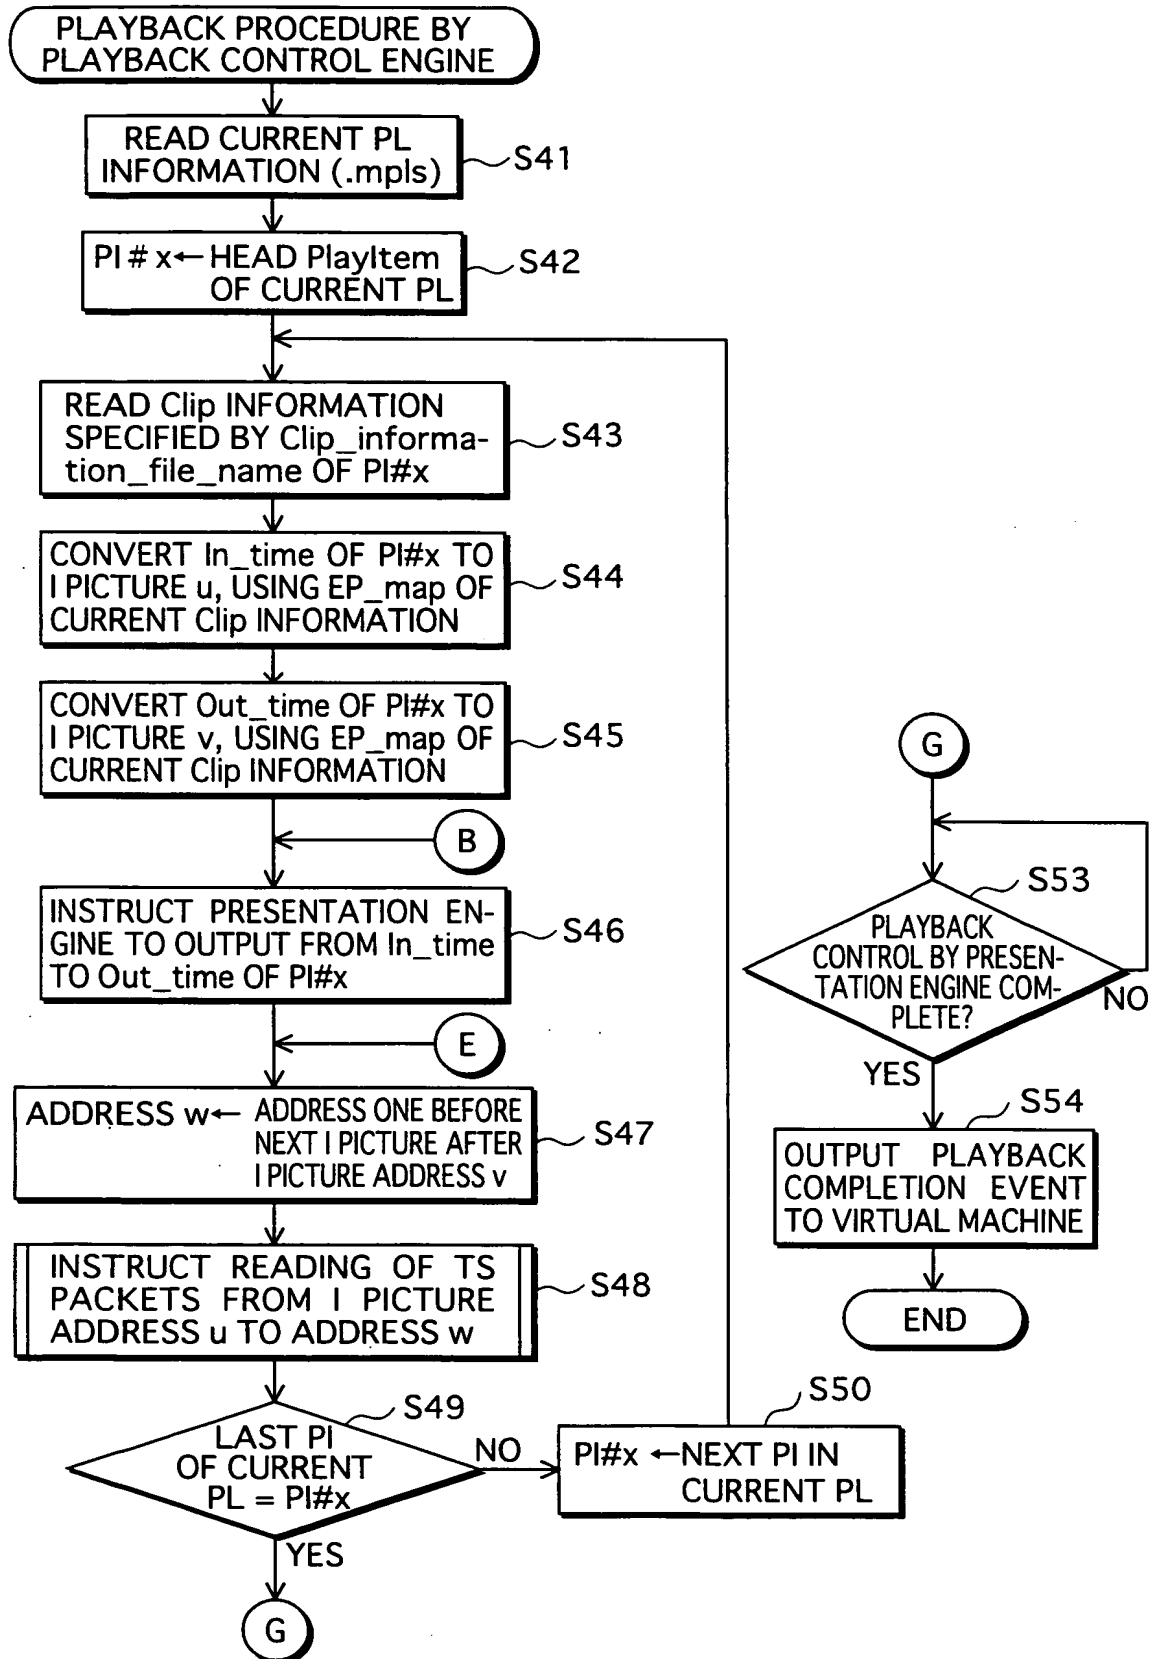 PLAYBACK PROCEDURE BY
PLAYBACK CONTROL ENGINE
READ CURRENT PL
INFORMATION (.mpls)
S41
PI # x← HEAD PlayItem
OF CURRENT PL
S42
READ Clip INFORMATION
SPECIFIED BY Clip_informa-
tion_file_name OF PI#x
S43
CONVERT In_time OF PI#x TO
I PICTURE u, USING EP_map OF
CURRENT Clip INFORMATION
S44
CONVERT Out_time OF PI#x TO
I PICTURE v, USING EP_map OF
CURRENT Clip INFORMATION
S45
B
INSTRUCT PRESENTATION EN-
GINE TO OUTPUT FROM In_time
TO Out_time OF PI#x
S46
E
ADDRESS w← ADDRESS ONE BEFORE
NEXT I PICTURE AFTER
I PICTURE ADDRESS v
S47
INSTRUCT READING OF TS
PACKETS FROM I PICTURE
ADDRESS u TO ADDRESS w
S48
LAST PI
OF CURRENT
PL = PI#x
S49
NO
YES
PI#x ←NEXT PI IN
CURRENT PL
S50
G
G
S53
PLAYBACK
CONTROL BY PRESEN-
TATION ENGINE COM-
PLETE?
NO
YES
S54
OUTPUT PLAYBACK
COMPLETION EVENT
TO VIRTUAL MACHINE
END